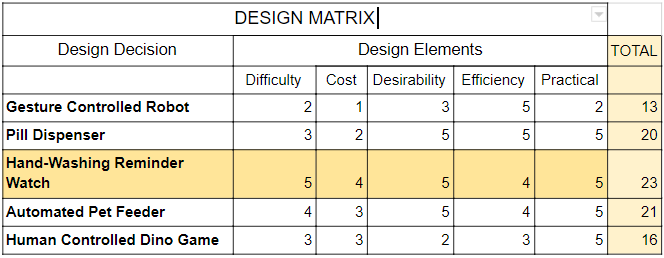 DESIGN MATRIX
Design Decision Design Elements TOTAL
Difficulty Cost Desirability Efficiency Practical
Gesture Controlled Robot 2 1 3 5 2 13
Pill Dispenser 3 2 5 5 5 20
Hand-Washing Reminder
Watch 5 4 5 4 5 23
Automated Pet Feeder 4 3 5 4 5 21
Human Controlled Dino Game 3 3 2 3 5 16